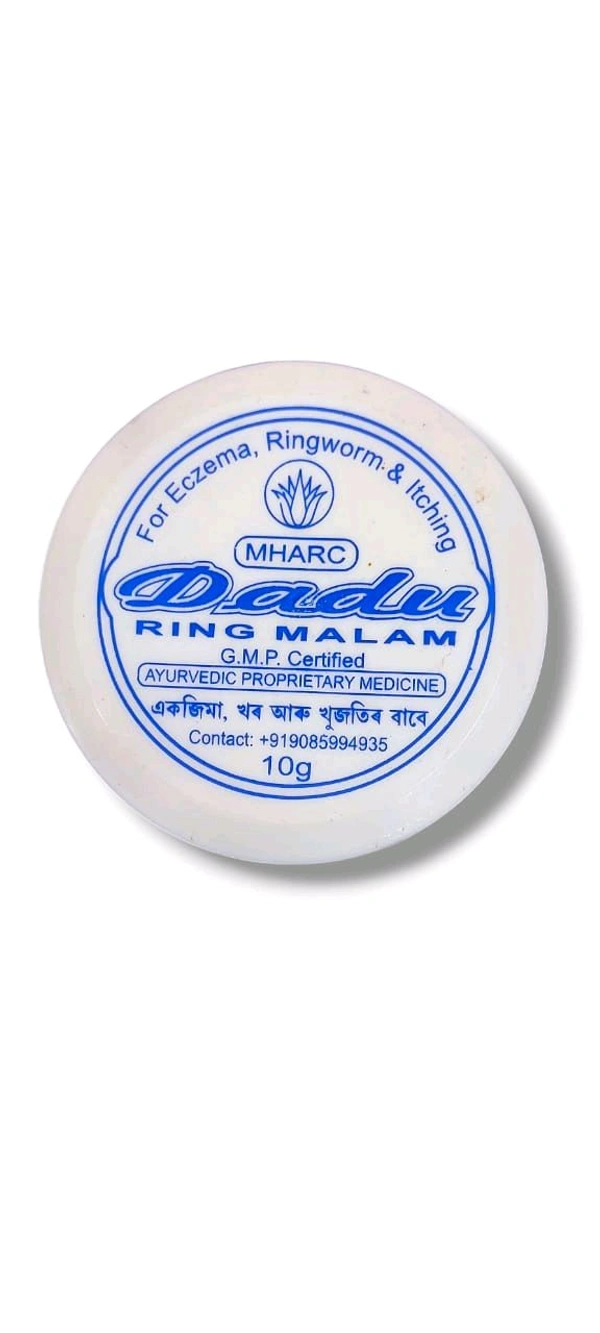 For Eczema, Ringworm & Itching
MHARC
Dadu
RING MALAM
G.M.P. Certified
AYURVEDIC PROPRIETARY MEDICINE
একজিমা, খৰ আৰু খুজতিৰ বাবে
Contact: +919085994935
10g